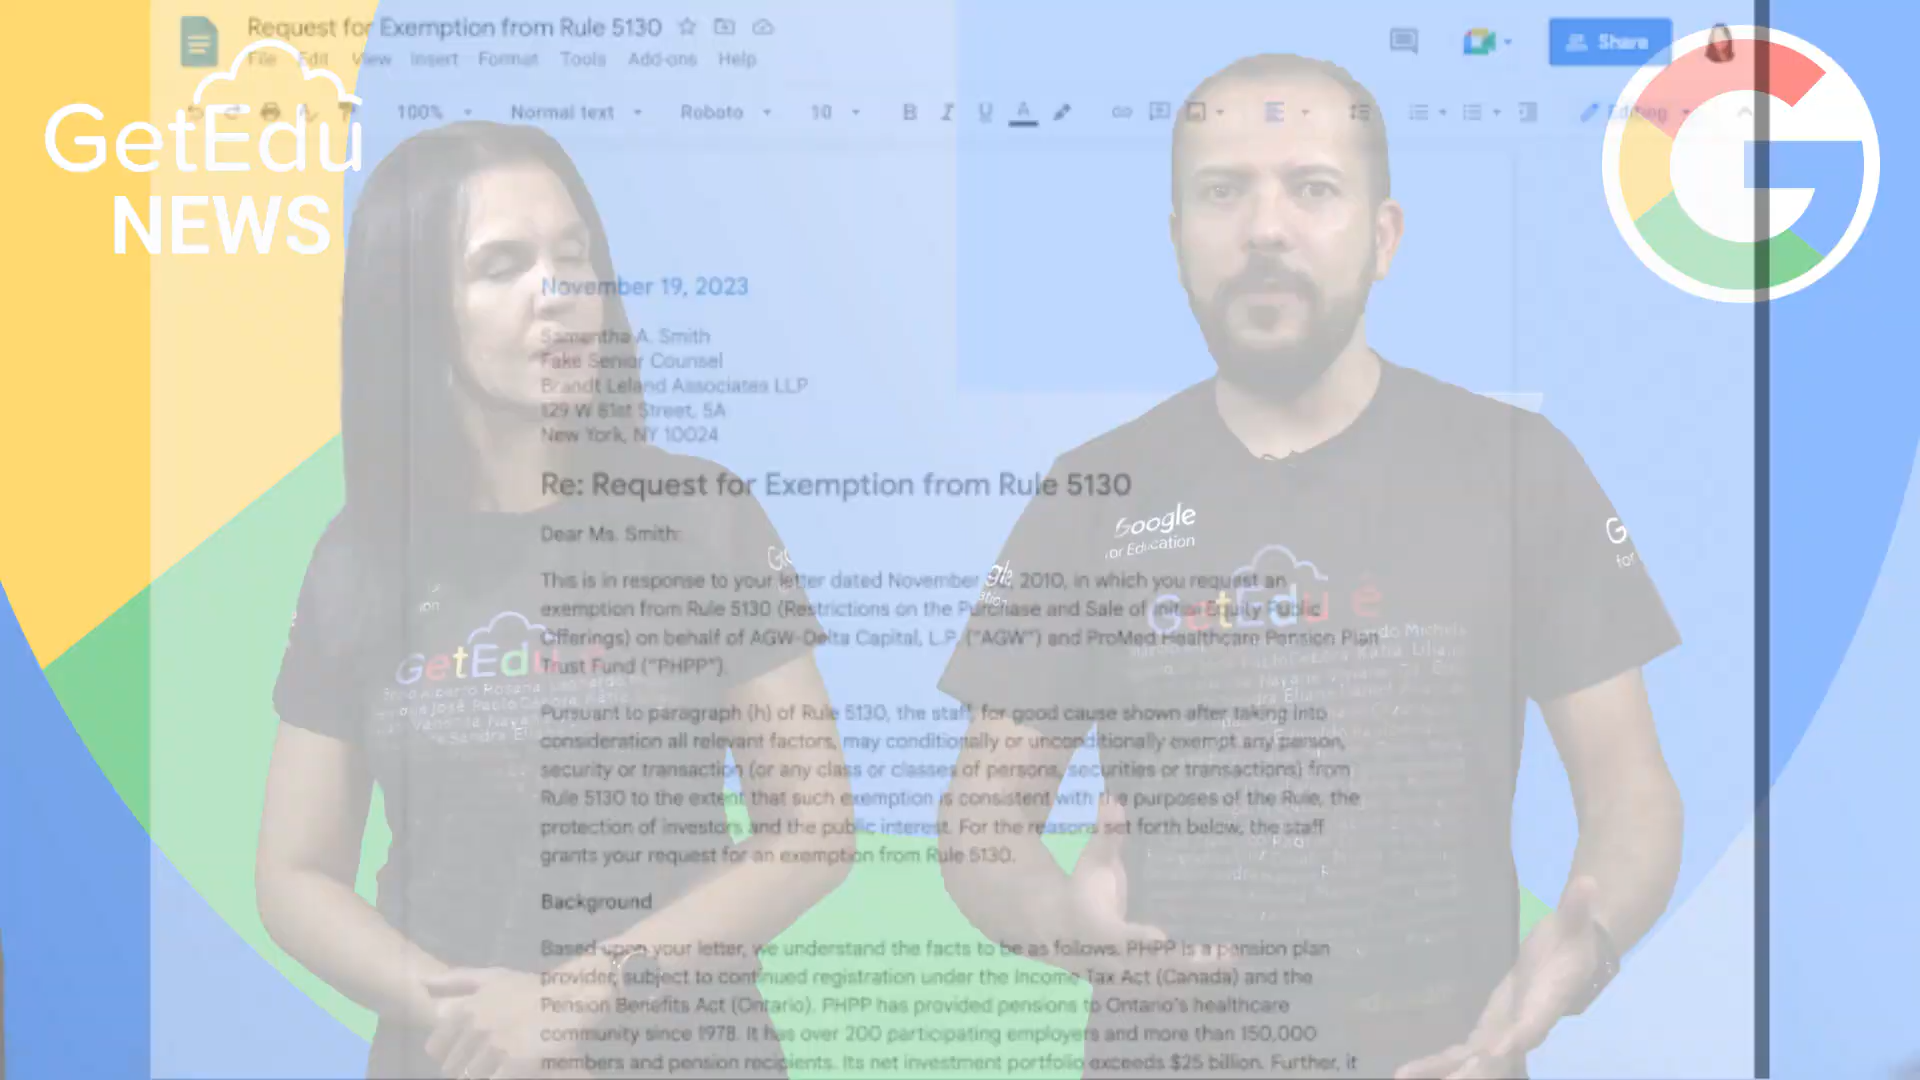 Request for Exemption from Rule 5130
File Edit View Insert Format Tools Add-ons Help
Share
100% Normal text Roboto 10 B I U A Editing
GetEdu
NEWS
November 19, 2023
Samantha A. Smith
Fake Senior Counsel
Brandt Leland Associates LLP
129 W 81st Street, 5A
New York, NY 10024
Re: Request for Exemption from Rule 5130
Dear Ms. Smith:
This is in response to your letter dated November 2010, in which you request an
exemption from Rule 5130 (Restrictions on the Purchase and Sale of Initial Equity Public
Offerings) on behalf of AGW-Delta Capital, L.P. ("AGW") and ProMed Healthcare Pension Plan
Trust Fund ("PHPP").
Pursuant to paragraph (h) of Rule 5130, the staff, for good cause shown after taking into
consideration all relevant factors, may conditionally or unconditionally exempt any person,
security or transaction (or any class or classes of persons, securities or transactions) from
Rule 5130 to the extent that such exemption is consistent with the purposes of the Rule, the
protection of investors and the public interest. For the reasons set forth below, the staff
grants your request for an exemption from Rule 5130.
Background
Based upon your letter, we understand the facts to be as follows. PHPP is a pension plan
provider, subject to continued registration under the Income Tax Act (Canada) and the
Pension Benefits Act (Ontario). PHPP has provided pensions to Ontario's healthcare
community since 1978. It has over 200 participating employers and more than 150,000
members and pension recipients. Its net investment portfolio exceeds $25 billion. Further, it
GetEdu
Google
for Education
GetEdu é